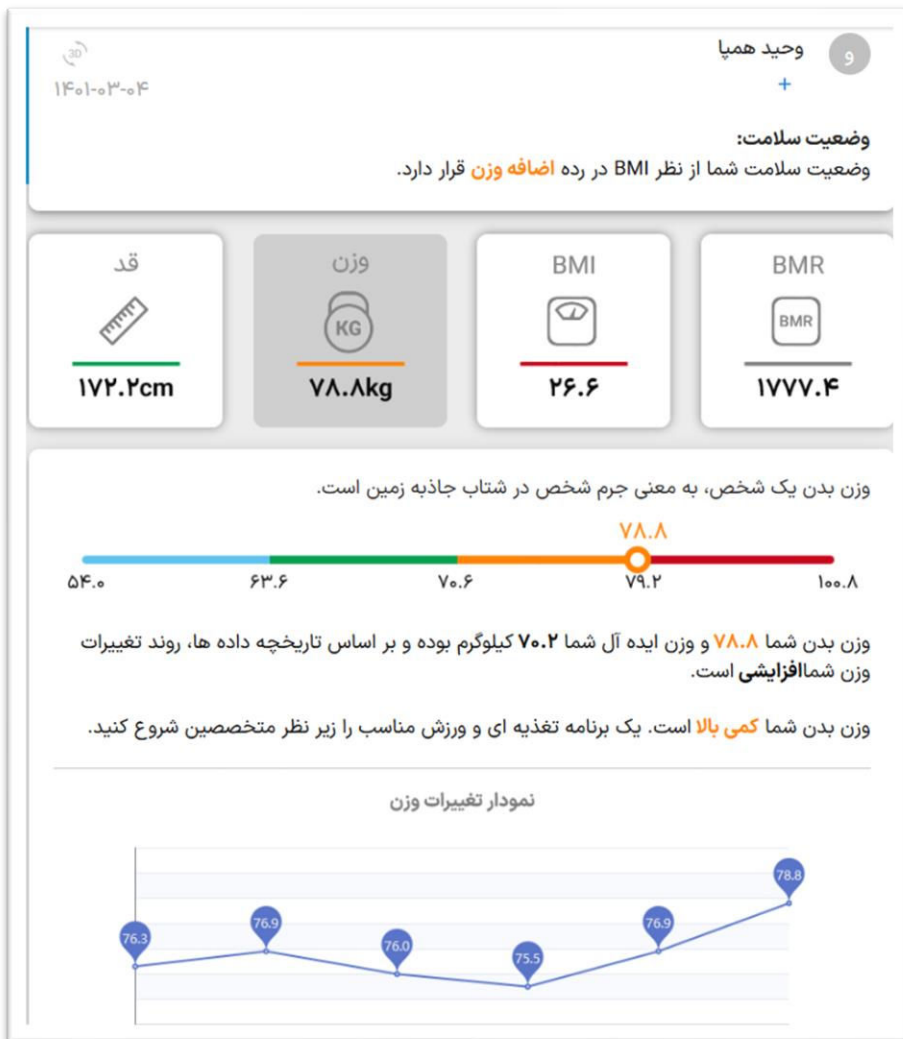 وحید همپا
و
+
3D
۱۴۰۱-۰۳-۰۴
وضعیت سلامت:
وضعیت سلامت شما از نظر BMI در رده اضافه وزن قرار دارد.
BMR
BMR
۱۷۷۷.۴
BMI
۲۶.۶
وزن
KG
۷۸.۸kg
قد
۱۷۲.۲cm
وزن بدن یک شخص، به معنی جرم شخص در شتاب جاذبه زمین است.
۷۸.۸
۵۴.۰ ۶۳.۶ ۷۰.۶ ۷۹.۲ ۱۰۰.۸
وزن بدن شما ۷۸.۸ و وزن ایده آل شما ۷۰.۲ کیلوگرم بوده و بر اساس تاریخچه داده ها، روند تغییرات
وزن شماافزایشی است.
وزن بدن شما کمی بالا است. یک برنامه تغذیه ای و ورزش مناسب را زیر نظر متخصصین شروع کنید.
نمودار تغییرات وزن
76.3 76.9 76.0 75.5 76.9 78.8